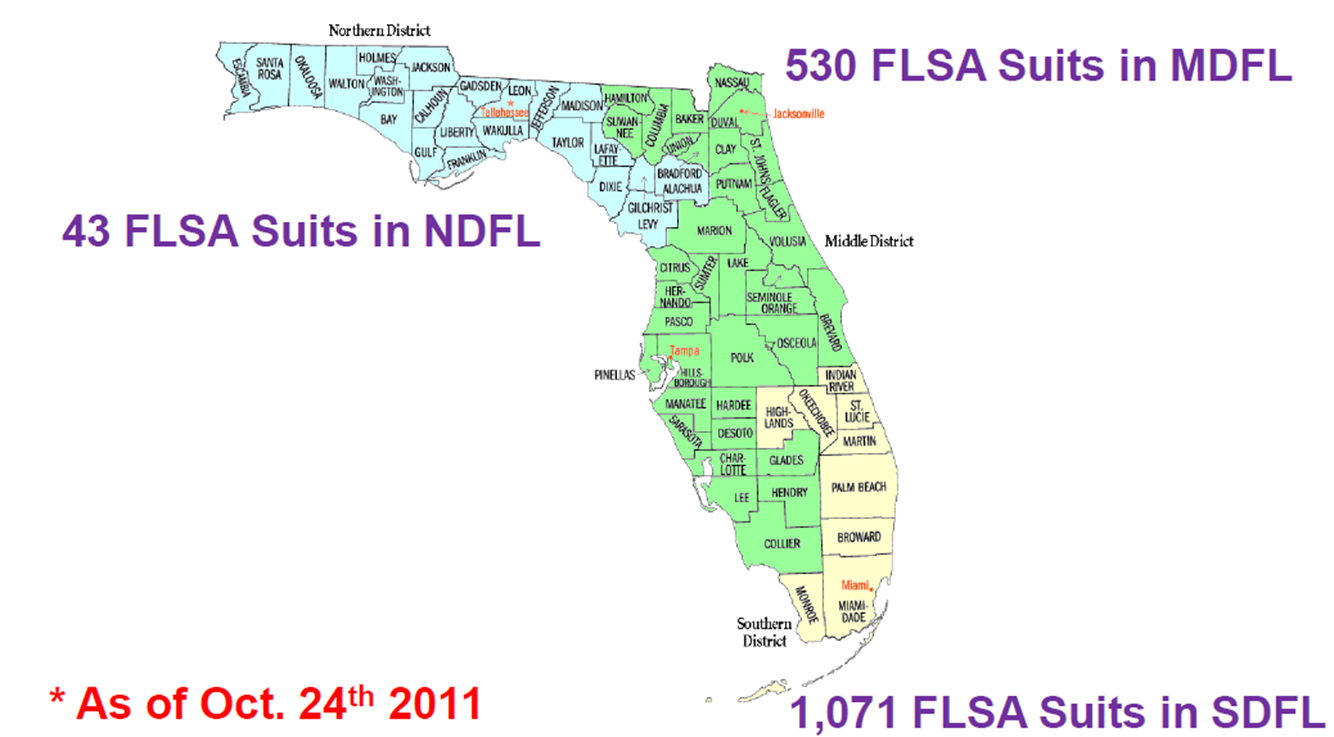 Northern District
530 FLSA Suits in MDFL
ESCAMBIA
SANTA
ROSA
OKALOOSA
WALTON
HOLMES
WASH-
INGTON
JACKSON
BAY
CALHOUN
GULF
GADSDEN
LIBERTY
FRANKLIN
LEON
Tallahassee
WAKULLA
JEFFERSON
MADISON
TAYLOR
HAMILTON
SUWAN-
NEE
LAFAY-
ETTE
DIXIE
COLUMBIA
BAKER
UNION
BRADFORD
ALACHUA
GILCHRIST
LEVY
NASSAU
DUVAL
Jacksonville
CLAY
ST. JOHNS
PUTNAM
FLAGLER
43 FLSA Suits in NDFL
MARION
VOLUSIA
Middle District
CITRUS
SUMTER
LAKE
HER-
NANDO
SEMINOLE
ORANGE
PASCO
BREVARD
OSCEOLA
POLK
Tampa
PINELLAS
HILLS-
BOROUGH
INDIAN
RIVER
MANATEE
HARDEE
HIGH-
LANDS
OKEECHOBEE
ST.
LUCIE
SARASOTA
DESOTO
MARTIN
CHAR-
LOTTE
GLADES
LEE
HENDRY
PALM BEACH
COLLIER
BROWARD
Miami
MONROE
MIAMI-
DADE
Southern
District
* As of Oct. 24th 2011
1,071 FLSA Suits in SDFL